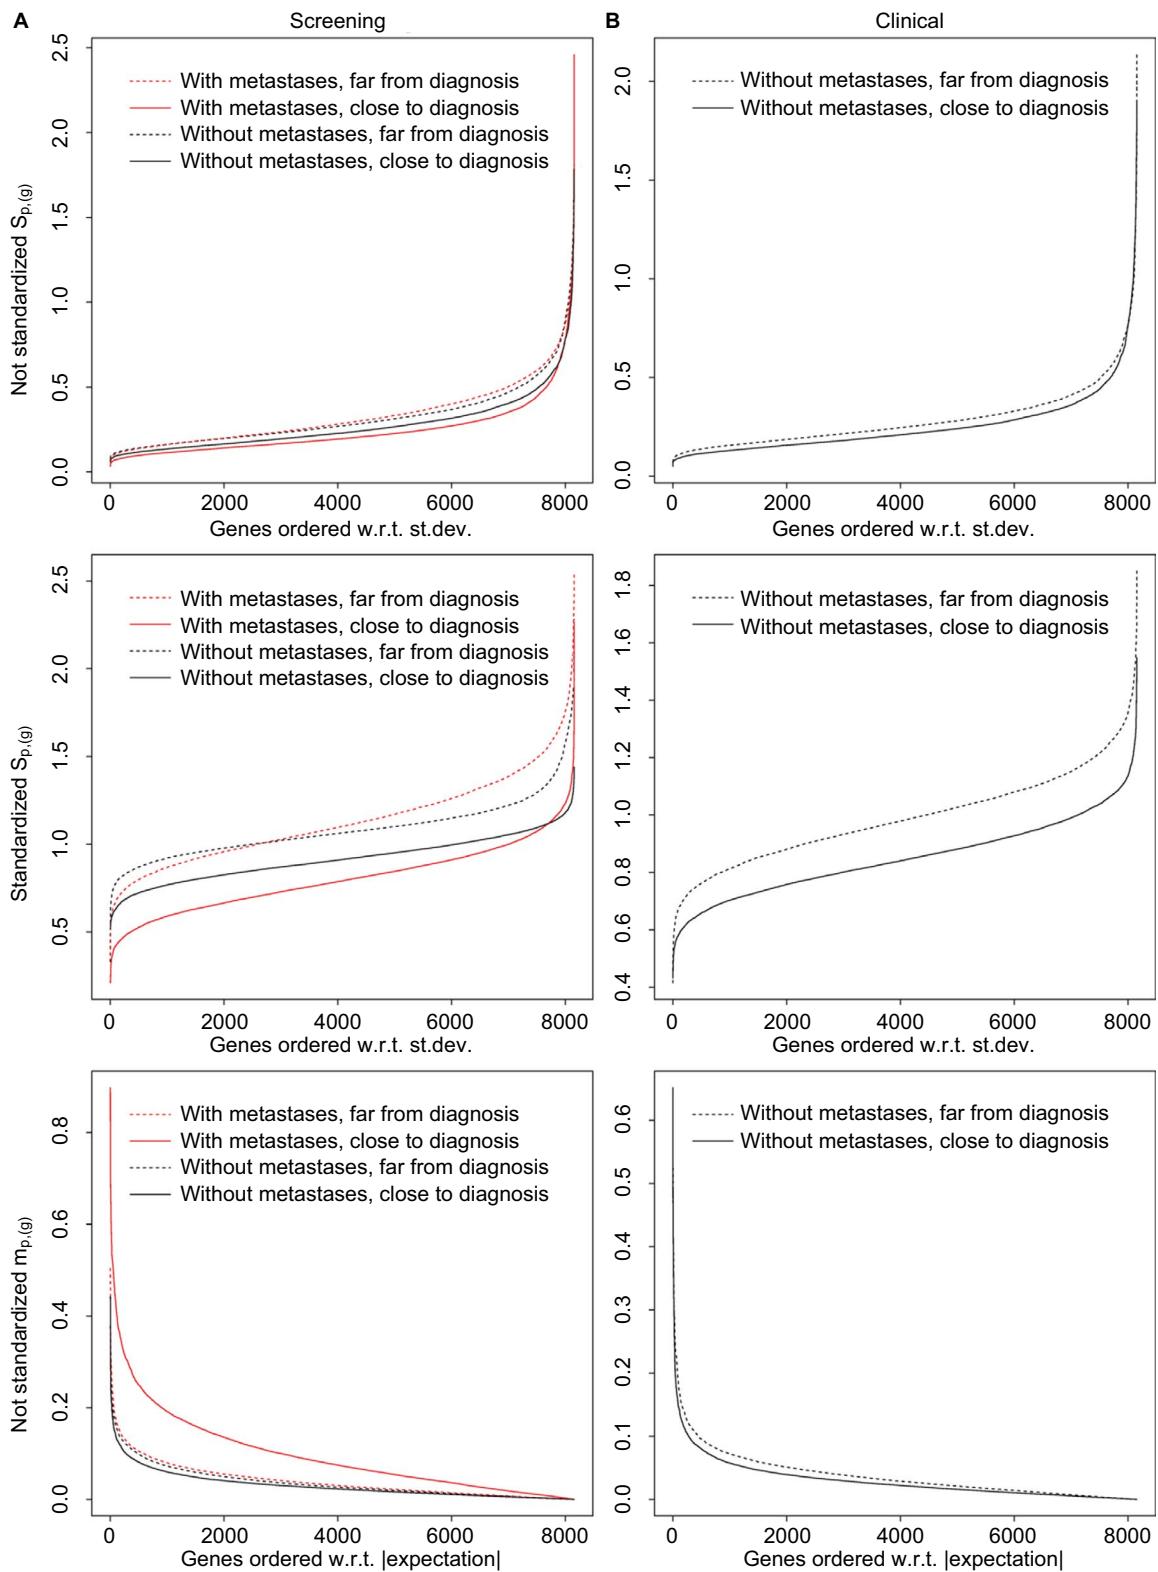 A
Screening
Not standardized Sp,(g)
2.5
2.0
1.5
1.0
0.5
0.0
With metastases, far from diagnosis
With metastases, close to diagnosis
Without metastases, far from diagnosis
Without metastases, close to diagnosis
0 2000 4000 6000 8000
Genes ordered w.r.t. st.dev.
B
Clinical
2.0
1.5
1.0
0.5
0.0
Without metastases, far from diagnosis
Without metastases, close to diagnosis
0 2000 4000 6000 8000
Genes ordered w.r.t. st.dev.
Standardized Sp,(g)
2.5
2.0
1.5
1.0
0.5
With metastases, far from diagnosis
With metastases, close to diagnosis
Without metastases, far from diagnosis
Without metastases, close to diagnosis
0 2000 4000 6000 8000
Genes ordered w.r.t. st.dev.
1.8
1.6
1.4
1.2
1.0
0.8
0.6
0.4
Without metastases, far from diagnosis
Without metastases, close to diagnosis
0 2000 4000 6000 8000
Genes ordered w.r.t. st.dev.
Not standardized mp,(g)
0.8
0.6
0.4
0.2
0.0
With metastases, far from diagnosis
With metastases, close to diagnosis
Without metastases, far from diagnosis
Without metastases, close to diagnosis
0 2000 4000 6000 8000
Genes ordered w.r.t. |expectation|
0.6
0.5
0.4
0.3
0.2
0.1
0.0
Without metastases, far from diagnosis
Without metastases, close to diagnosis
0 2000 4000 6000 8000
Genes ordered w.r.t. |expectation|